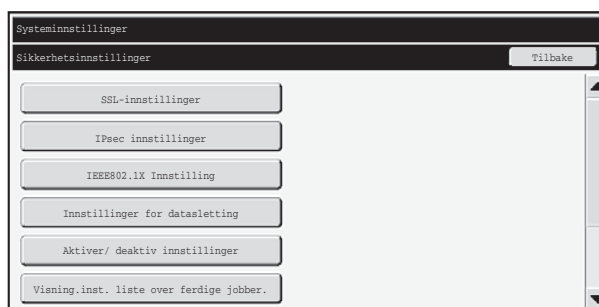 Systeminnstillinger
Sikkerhetsinnstillinger
Tilbake
SSL-innstillinger
IPsec innstillinger
IEEE802.1X Innstilling
Innstillinger for datasletting
Aktiver/ deaktiv innstillinger
Visning.inst. liste over ferdige jobber.